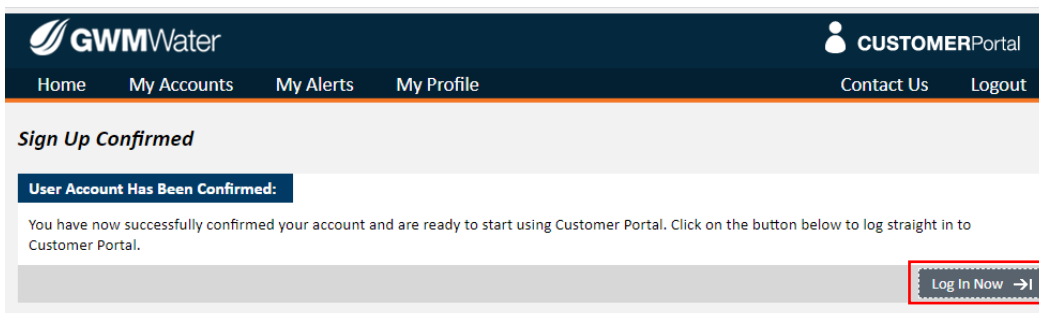 GWMWater
CUSTOMERPortal
Home My Accounts My Alerts My Profile Contact Us Logout
Sign Up Confirmed
User Account Has Been Confirmed:
You have now successfully confirmed your account and are ready to start using Customer Portal. Click on the button below to log straight in to
Customer Portal.
Log In Now